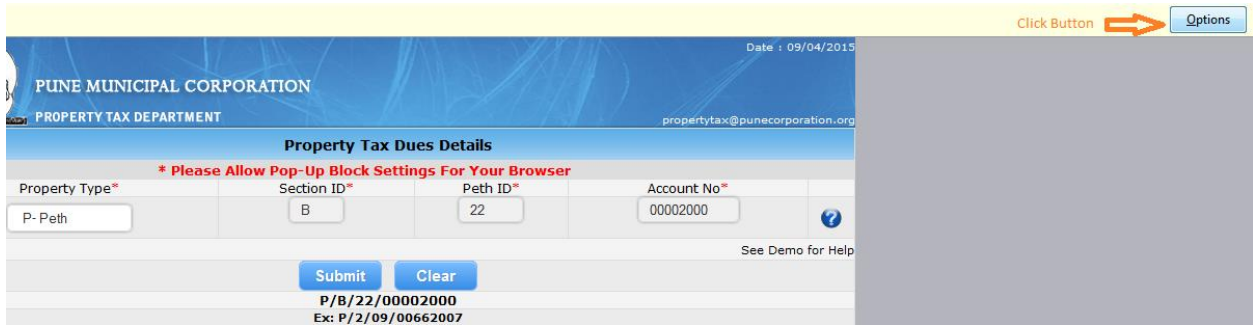 Click Button Options
Date : 09/04/2015
PUNE MUNICIPAL CORPORATION
PROPERTY TAX DEPARTMENT propertytax@punecorporation.org
Property Tax Dues Details
* Please Allow Pop-Up Block Settings For Your Browser
Property Type* Section ID* Peth ID* Account No*
P- Peth B 22 00002000 ?
See Demo for Help
Submit Clear
P/B/22/00002000
Ex: P/2/09/00662007